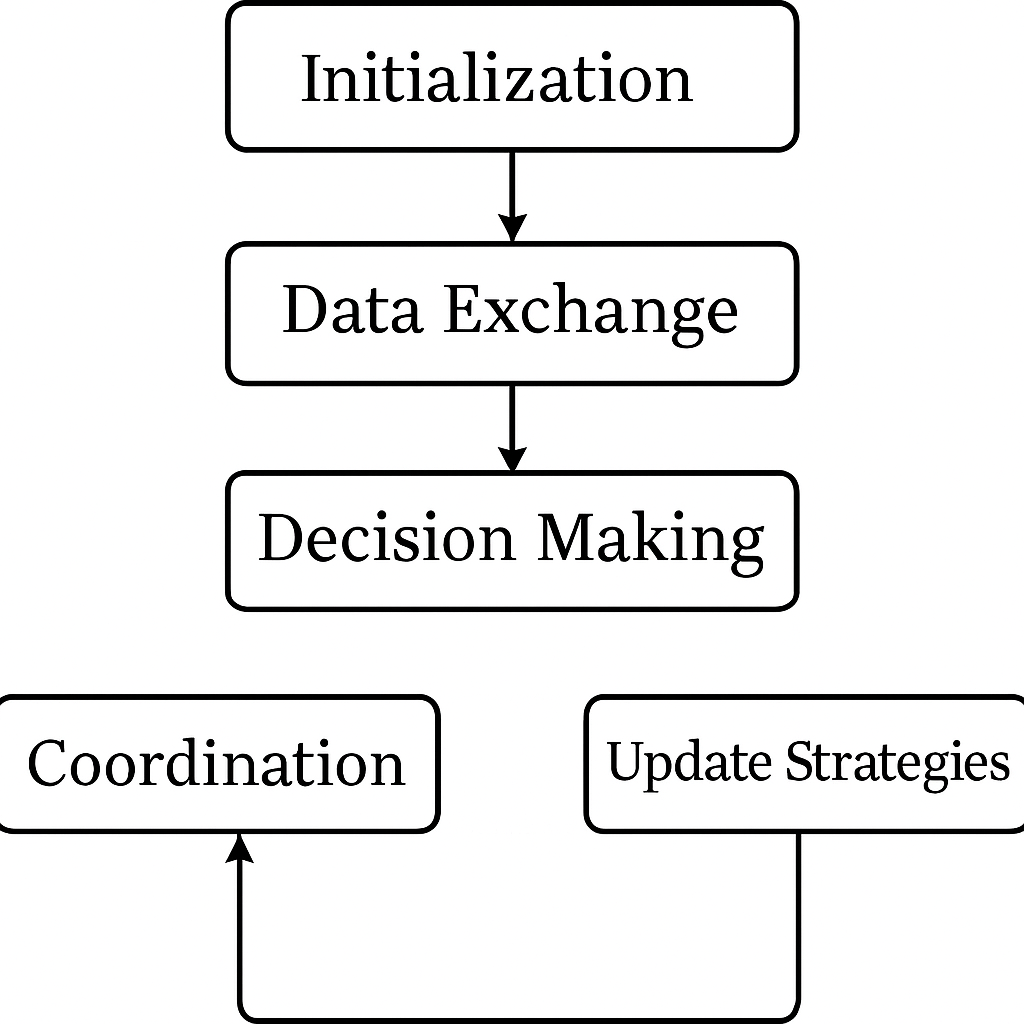 Initialization
Data Exchange
Decision Making
Coordination
Update Strategies